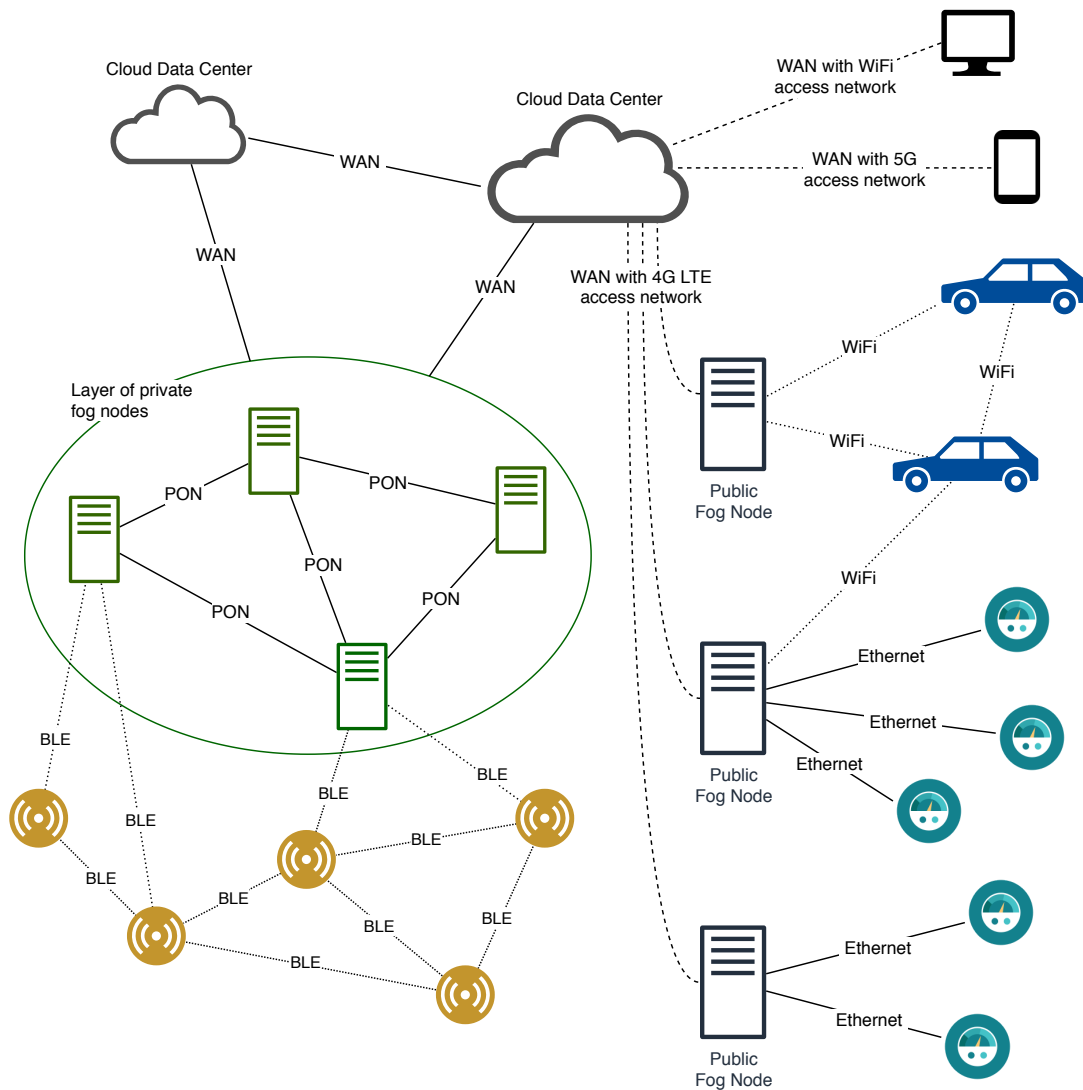 Cloud Data Center
Cloud Data Center
WAN with WiFi
access network
WAN
WAN with 5G
access network
WAN
WAN
WAN with 4G LTE
access network
WiFi
WiFi
WiFi
Layer of private
fog nodes
PON
PON
PON
PON
PON
Public
Fog Node
WiFi
Ethernet
Ethernet
Ethernet
Public
Fog Node
BLE
BLE
BLE
BLE
BLE
BLE
BLE
BLE
BLE
BLE
Ethernet
Ethernet
Public
Fog Node